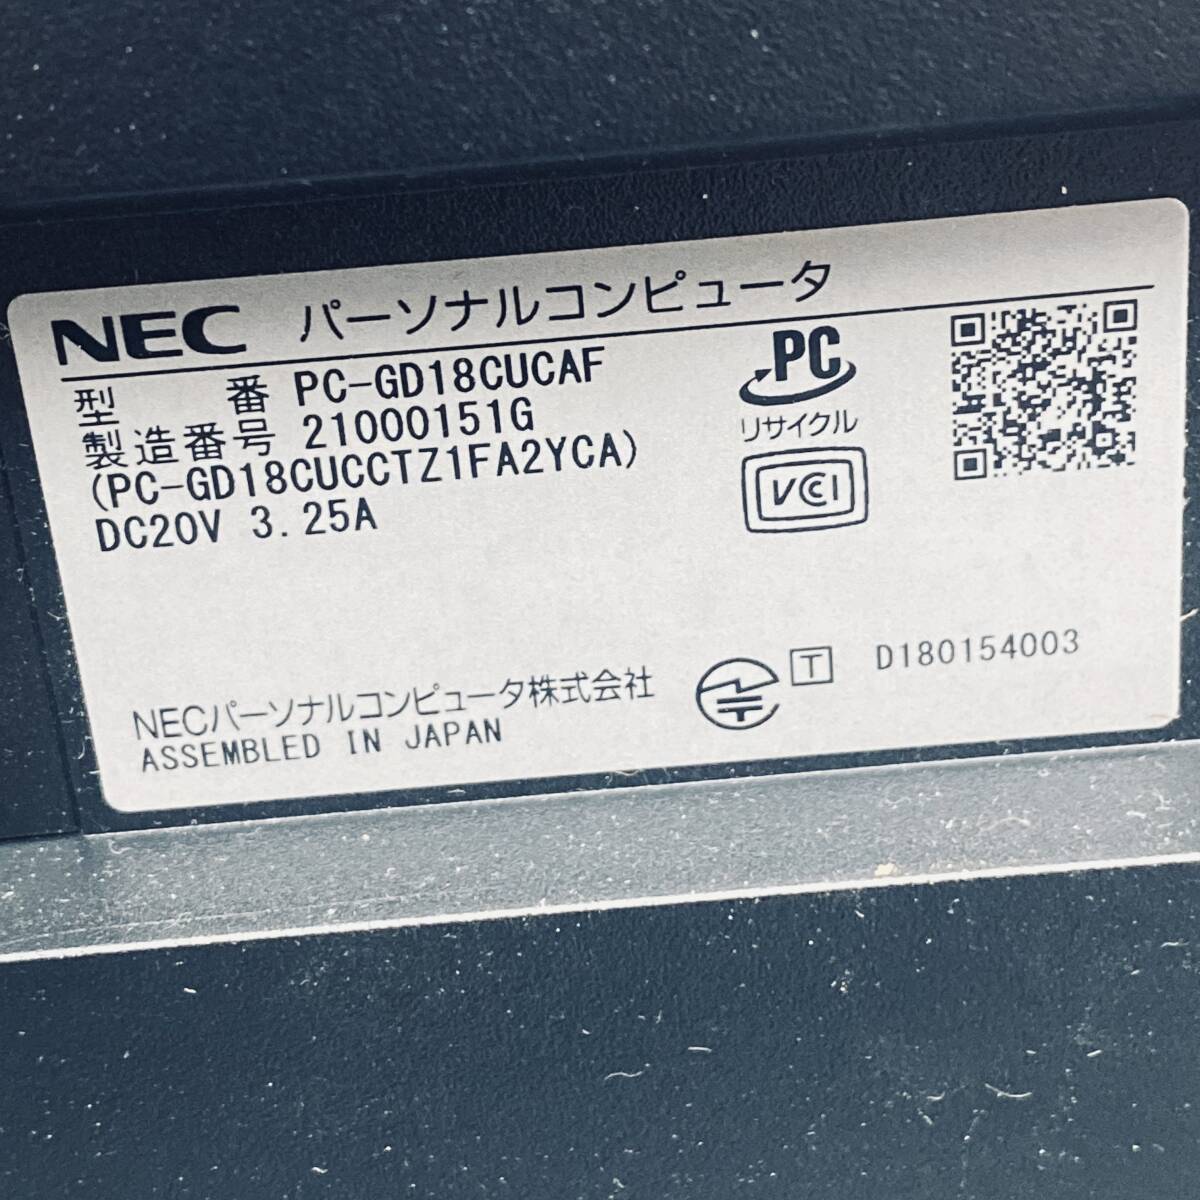 NEC パーソナルコンピュータ
型 番 PC-GD18CUCAF
製造番号 21000151G
(PC-GD18CUCCTZ1FA2YCA)
DC20V 3.25A
PC
リサイクル
VCCI
NECパーソナルコンピュータ株式会社
ASSEMBLED IN JAPAN
T D180154003